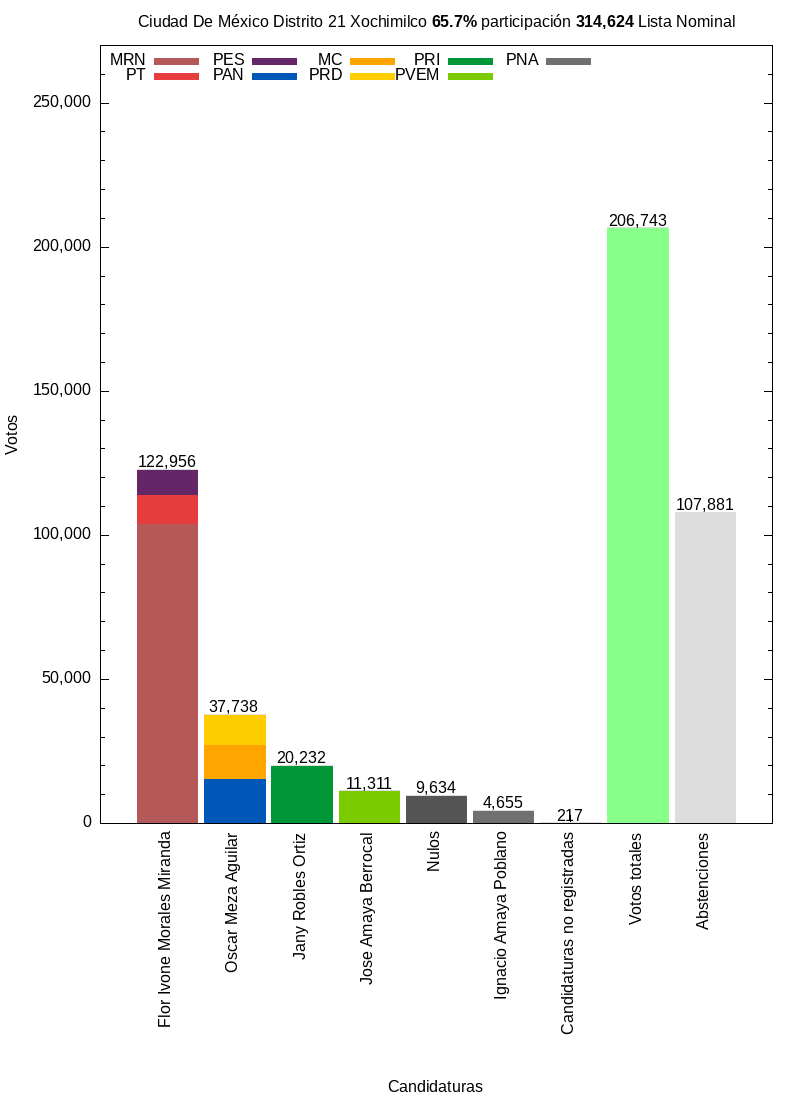 Ciudad De México Distrito 21 Xochimilco 65.7% participación 314,624 Lista Nominal
MRN PES MC PRI PNA
PT PAN PRD PVEM
250,000
200,000
150,000
100,000
50,000
0
Votos
122,956
37,738
20,232
11,311
9,634
4,655
217
206,743
107,881
Flor Ivone Morales Miranda
Oscar Meza Aguilar
Jany Robles Ortiz
Jose Amaya Berrocal
Nulos
Ignacio Amaya Poblano
Candidaturas no registradas
Votos totales
Abstenciones
Candidaturas